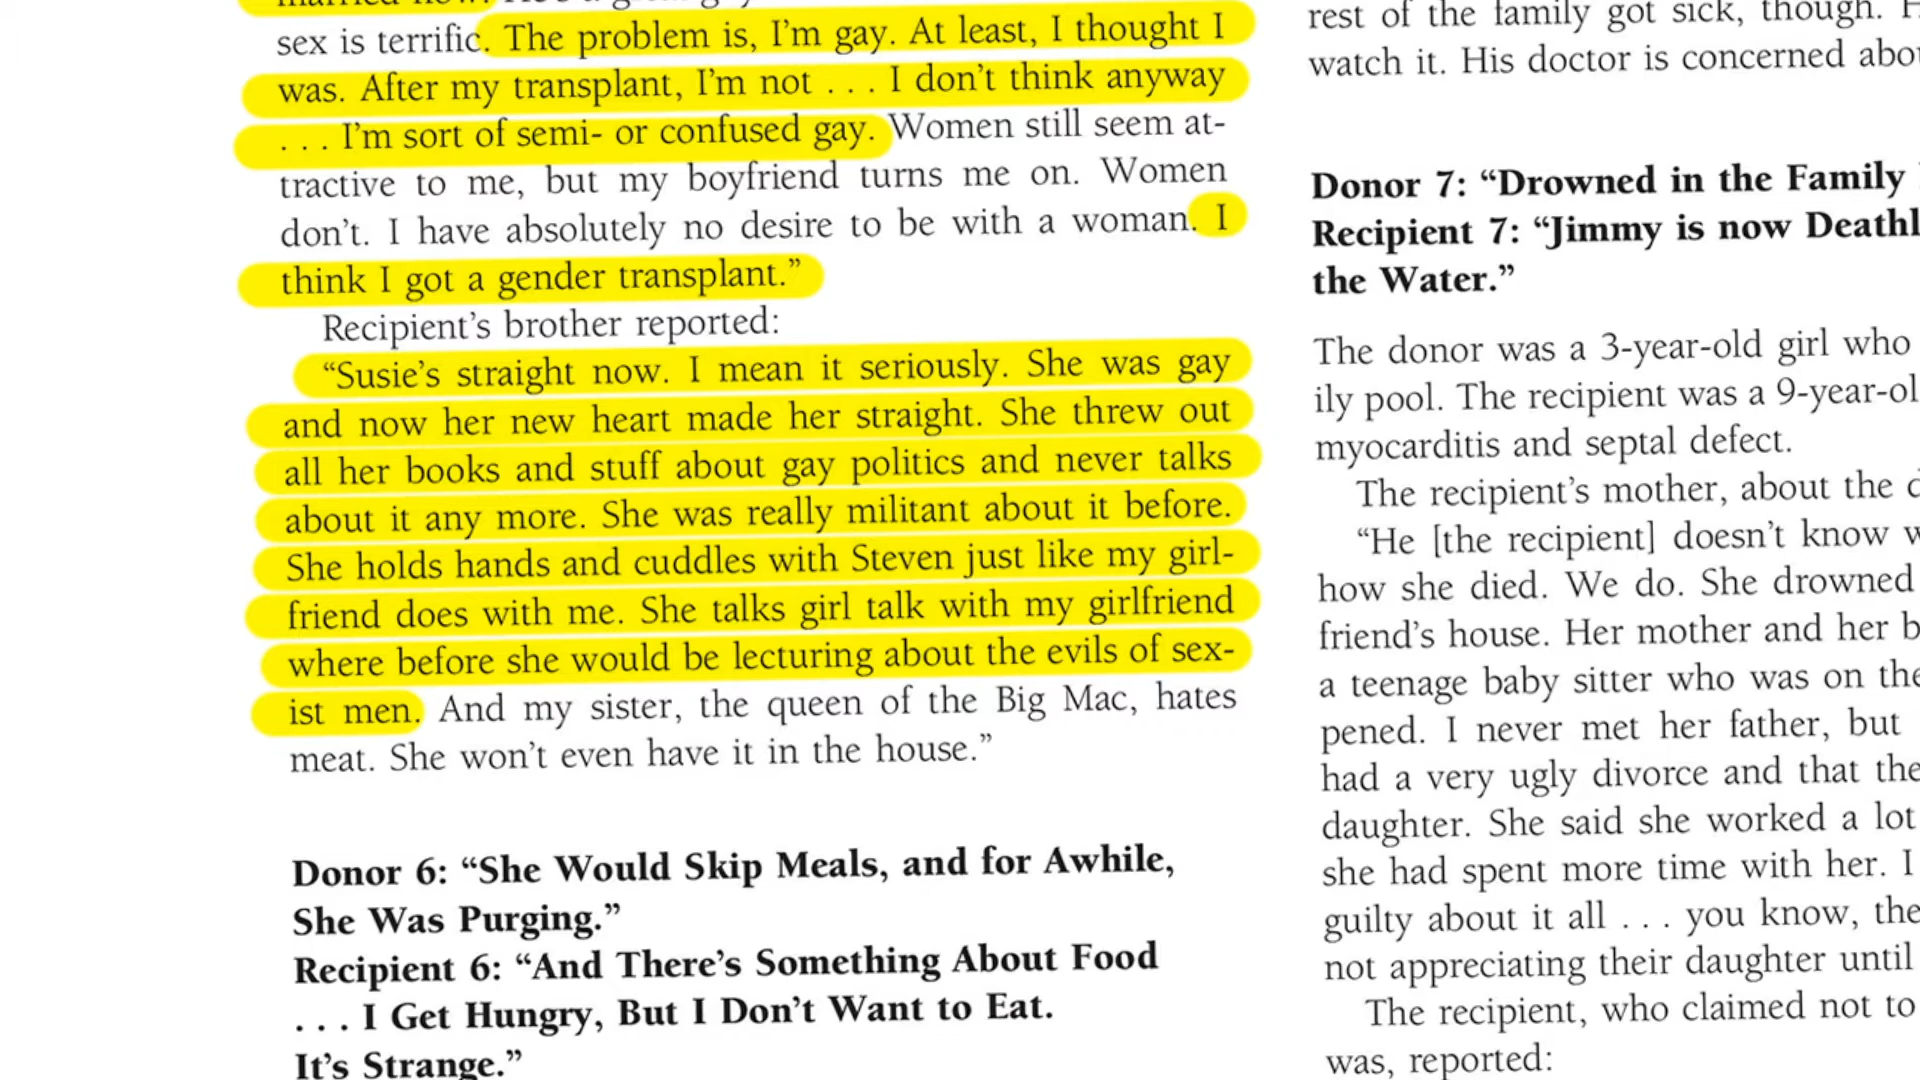 sex is terrific. The problem is, I'm gay. At least, I thought I
was. After my transplant, I'm not . . . I don't think anyway
. . . I'm sort of semi- or confused gay. Women still seem at-
tractive to me, but my boyfriend turns me on. Women
don't. I have absolutely no desire to be with a woman. I
think I got a gender transplant.”
Recipient's brother reported:
“Susie's straight now. I mean it seriously. She was gay
and now her new heart made her straight. She threw out
all her books and stuff about gay politics and never talks
about it any more. She was really militant about it before.
She holds hands and cuddles with Steven just like my girl-
friend does with me. She talks girl talk with my girlfriend
where before she would be lecturing about the evils of sex-
ist men. And my sister, the queen of the Big Mac, hates
meat. She won't even have it in the house.”
Donor 6: “She Would Skip Meals, and for Awhile,
She Was Purging.”
Recipient 6: “And There's Something About Food
. . . I Get Hungry, But I Don't Want to Eat.
It's Strange.”
rest of the family got sick, though.
watch it. His doctor is concerned
Donor 7: “Drowned in the Family
Recipient 7: “Jimmy is now
the Water.”
The donor was a 3-year-old girl who
ily pool. The recipient was a
myocarditis and septal defect.
The recipient's mother, about the
“He [the recipient] doesn't know
how she died. We do. She drowned
friend's house. Her mother and her
a teenage baby sitter who was on
pened. I never met her father, but
had a very ugly divorce and that
daughter. She said she worked a lot
she had spent more time with her. I
guilty about it all . . . you know,
not appreciating their daughter until
The recipient, who claimed not to
was, reported: